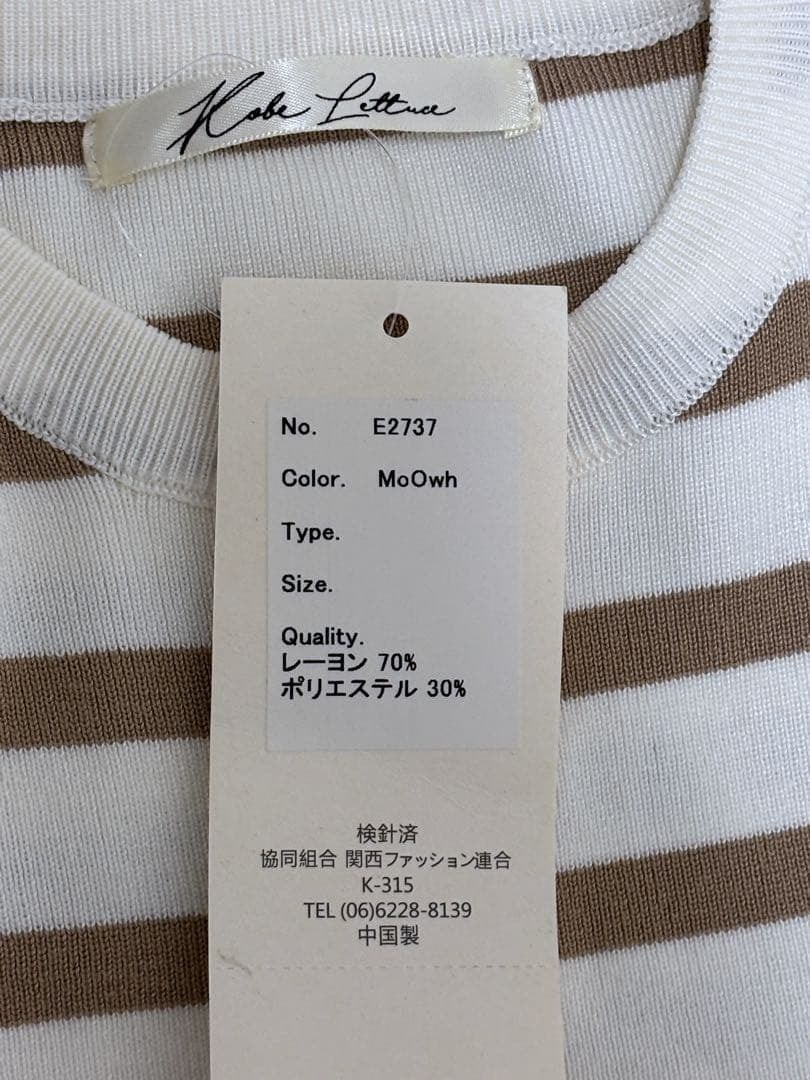 Kobe Lettuce
No. E2737
Color. MoOwh
Type.
Size.
Quality.
レーヨン 70%
ポリエステル 30%
検針済
協同組合 関西ファッション連合
K-315
TEL (06)6228-8139
中国製